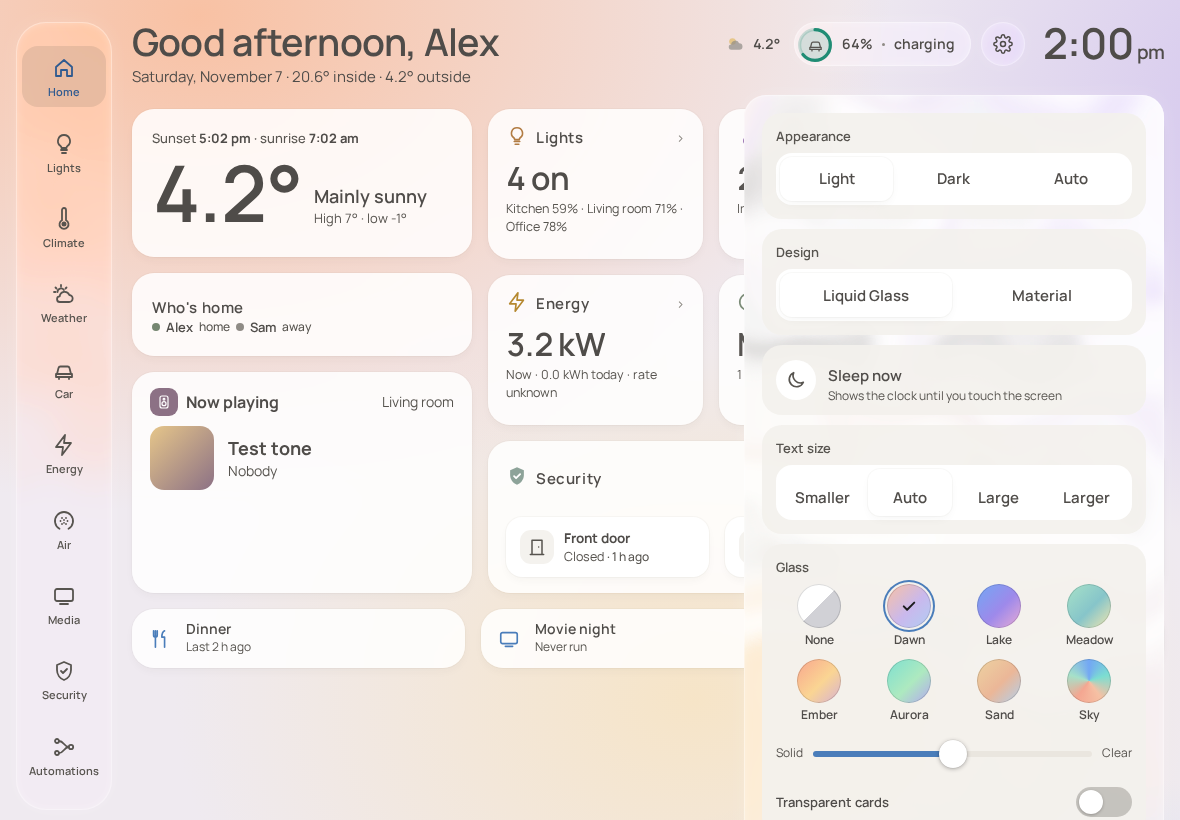 Good afternoon, Alex
Saturday, November 7 · 20.6° inside · 4.2° outside
4.2°
64% · charging
2:00 pm
Home
Lights
Climate
Weather
Car
Energy
Air
Media
Security
Automations
Sunset 5:02 pm · sunrise 7:02 am
4.2°
Mainly sunny
High 7° · low -1°
Who's home
Alex home Sam away
Now playing
Living room
Test tone
Nobody
Lights
4 on
Kitchen 59% · Living room 71% ·
Office 78%
Energy
3.2 kW
Now · 0.0 kWh today · rate
unknown
Security
Front door
Closed · 1 h ago
Dinner
Last 2 h ago
Movie night
Never run
Appearance
Light
Dark
Auto
Design
Liquid Glass
Material
Sleep now
Shows the clock until you touch the screen
Text size
Smaller
Auto
Large
Larger
Glass
None
Dawn
Lake
Meadow
Ember
Aurora
Sand
Sky
Solid
Clear
Transparent cards